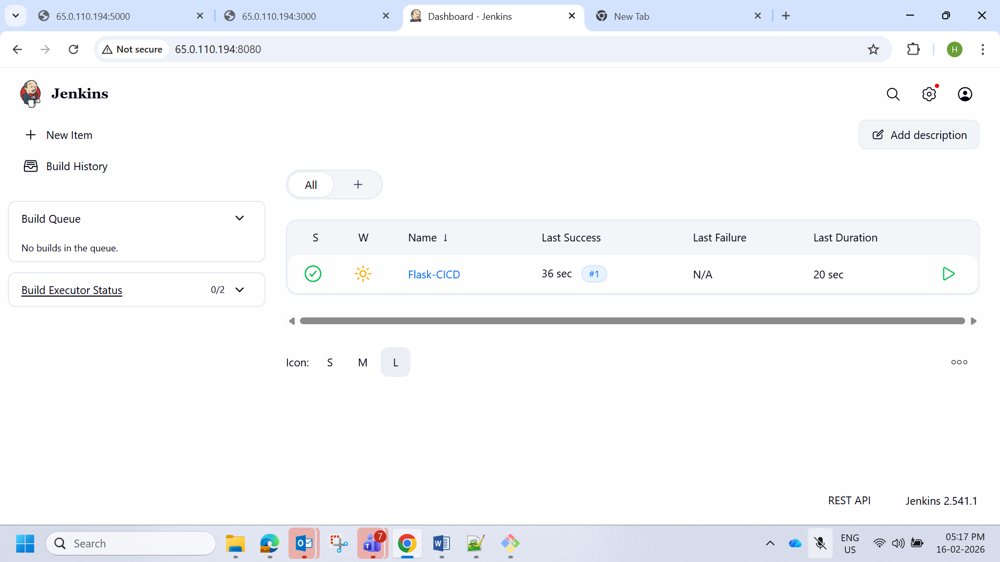 65.0.110.194:5000
65.0.110.194:3000
Dashboard - Jenkins
New Tab
Not secure
65.0.110.194:8080
H
Jenkins
New Item
Add description
Build History
All
Build Queue
No builds in the queue.
Build Executor Status
0/2
S W Name ↓ Last Success Last Failure Last Duration
Flask-CICD 36 sec #1 N/A 20 sec
Icon: S M L
REST API
Jenkins 2.541.1
Search
7
ENG
US
05:17 PM
16-02-2026